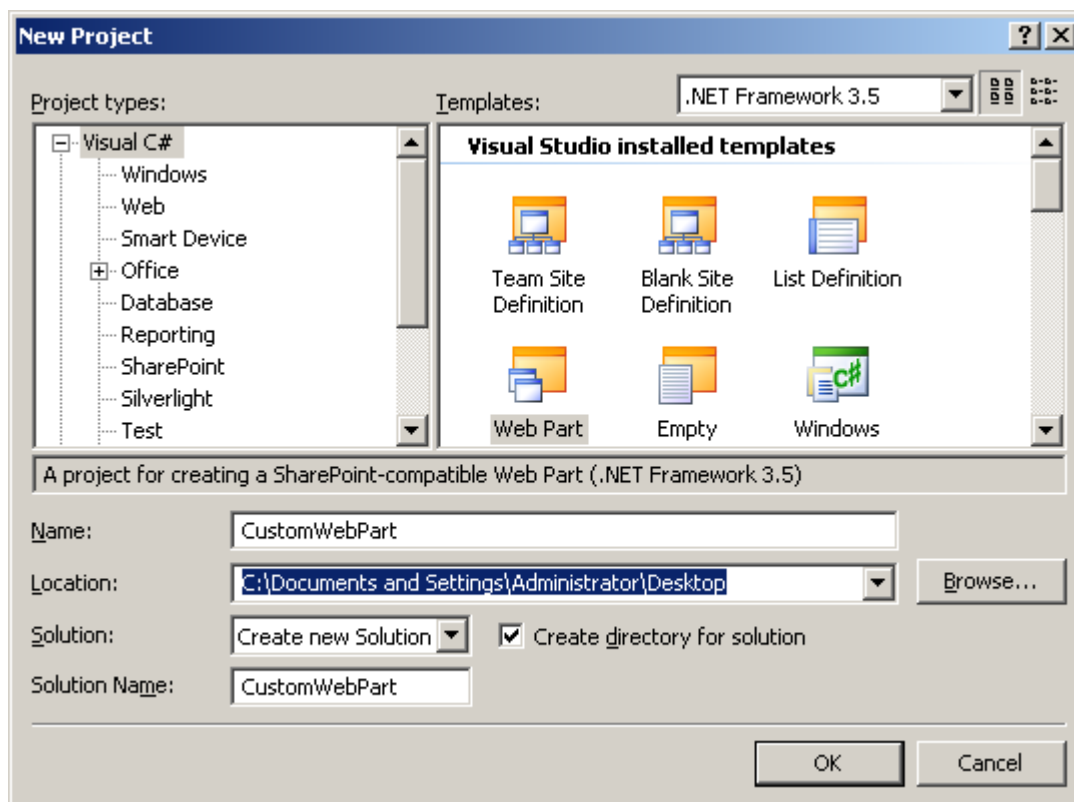 New Project
Project types:
Templates:
.NET Framework 3.5
Visual C#
Windows
Web
Smart Device
Office
Database
Reporting
SharePoint
Silverlight
Test
Visual Studio installed templates
Team Site
Definition
Blank Site
Definition
List Definition
Web Part
Empty
C#
Windows
A project for creating a SharePoint-compatible Web Part (.NET Framework 3.5)
Name:
CustomWebPart
Location:
C:\Documents and Settings\Administrator\Desktop
Browse...
Solution:
Create new Solution
Create directory for solution
Solution Name:
CustomWebPart
OK
Cancel